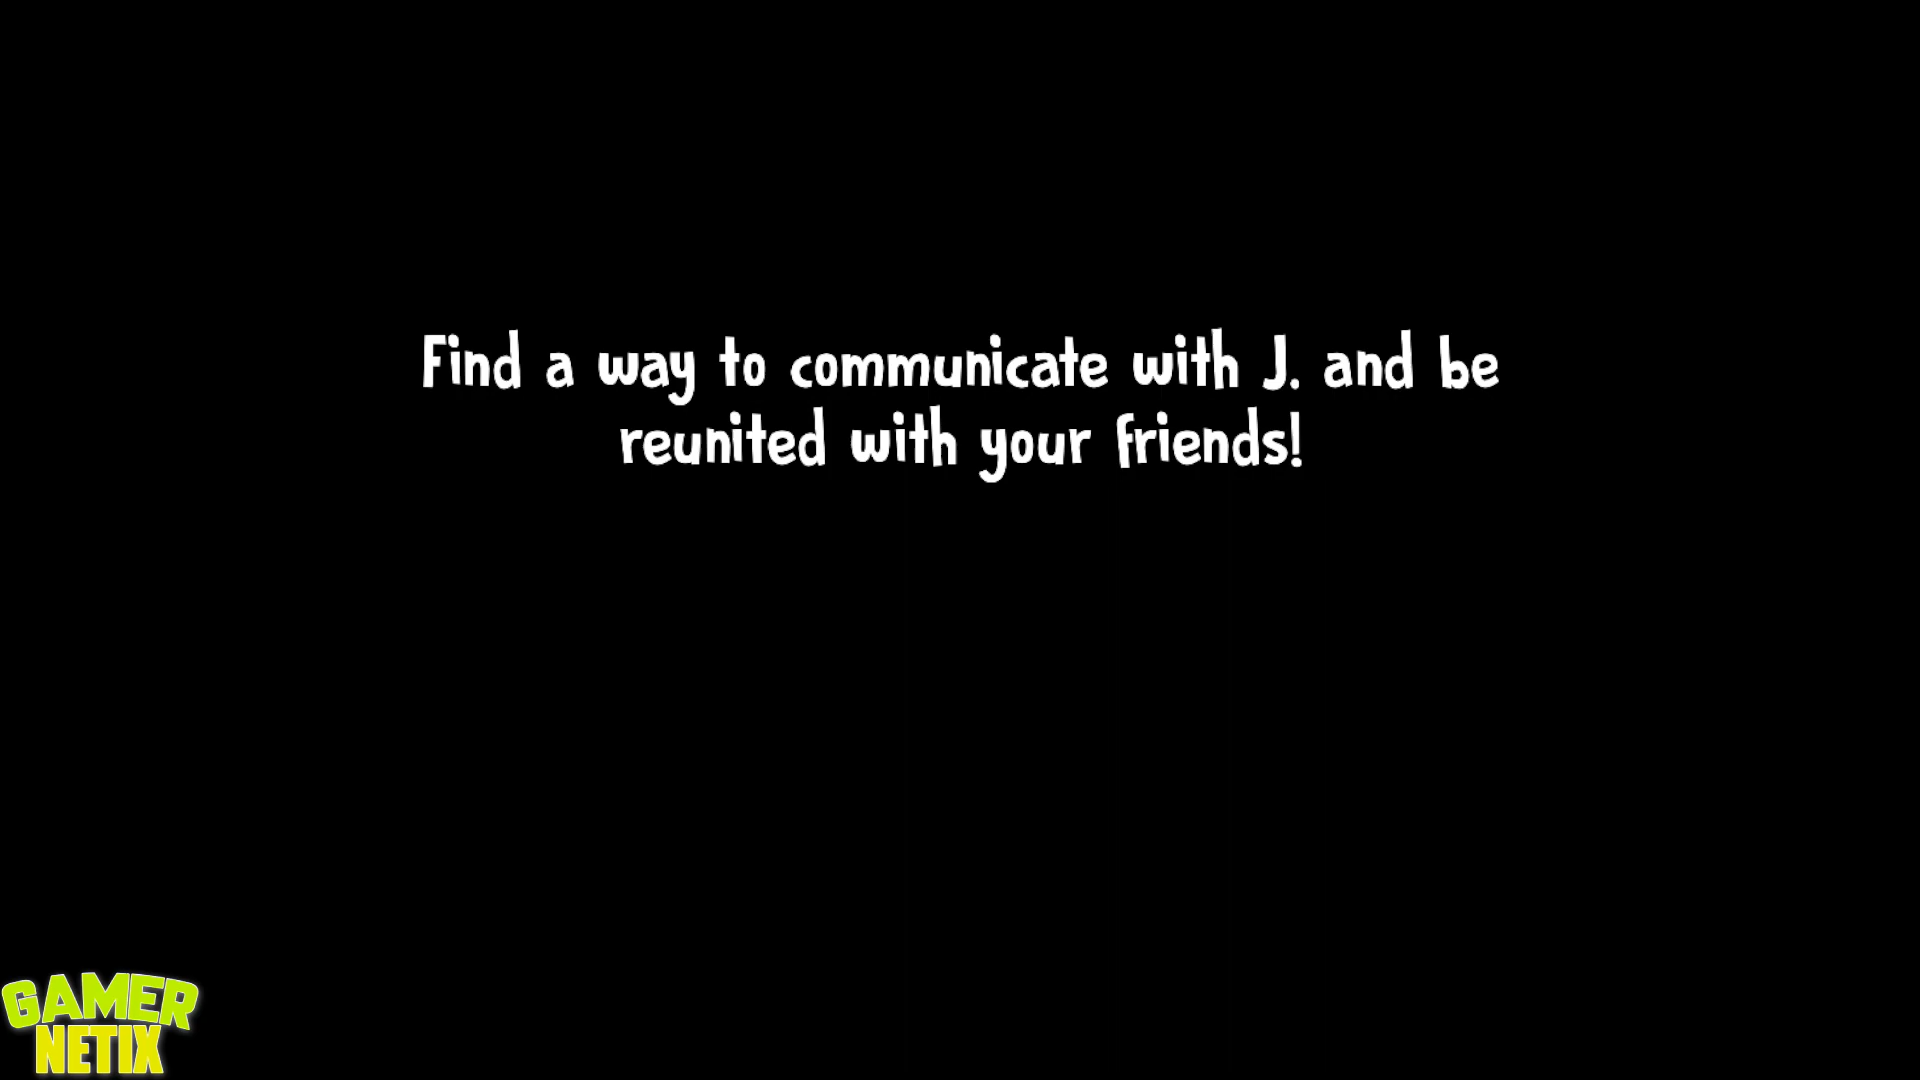 Find a way to communicate with J. and be
reunited with your friends!
GAMER
NETIX